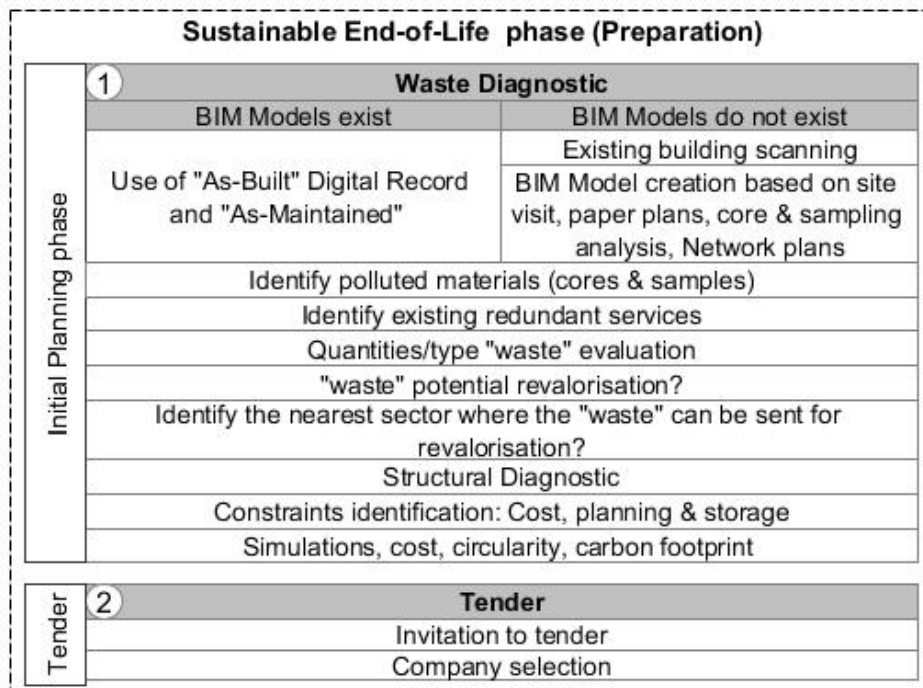 Sustainable End-of-Life phase (Preparation)
Initial Planning phase
1
Waste Diagnostic
BIM Models exist
BIM Models do not exist
Use of "As-Built" Digital Record
and "As-Maintained"
Existing building scanning
BIM Model creation based on site
visit, paper plans, core & sampling
analysis, Network plans
Identify polluted materials (cores & samples)
Identify existing redundant services
Quantities/type "waste" evaluation
"waste" potential revalorisation?
Identify the nearest sector where the "waste" can be sent for
revalorisation?
Structural Diagnostic
Constraints identification: Cost, planning & storage
Simulations, cost, circularity, carbon footprint
Tender
2
Tender
Invitation to tender
Company selection